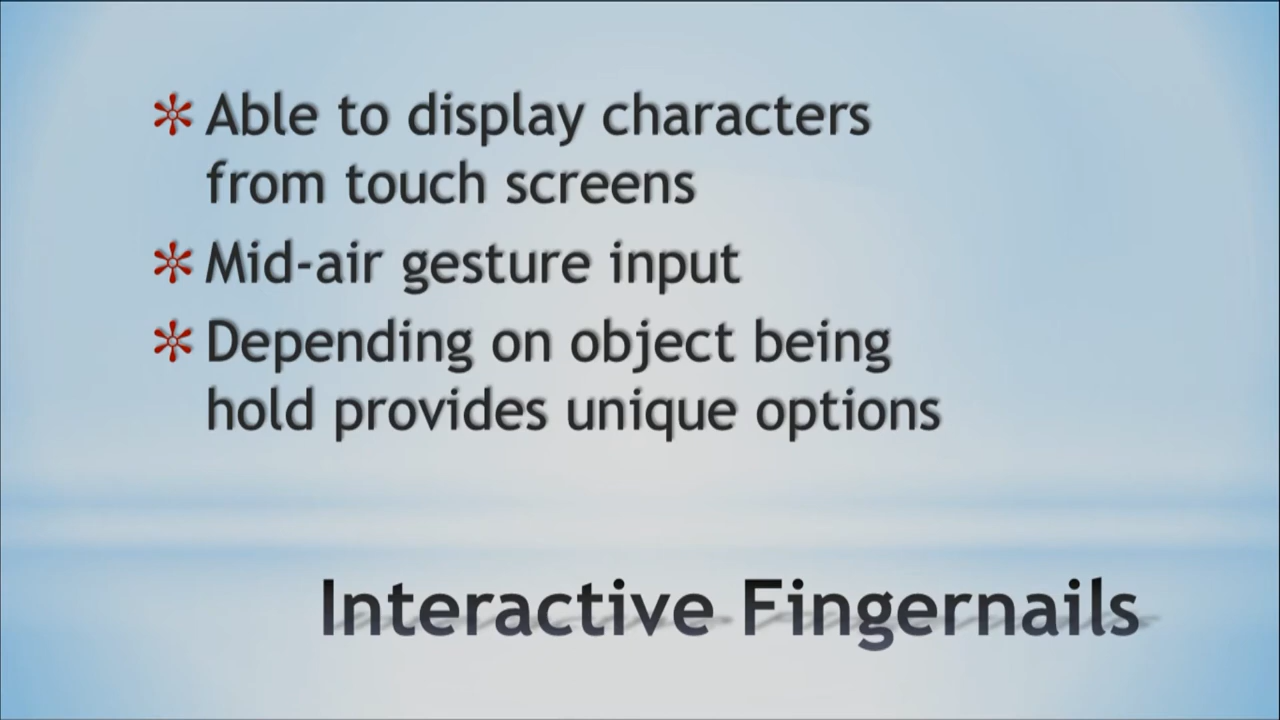 Able to display characters
from touch screens
Mid-air gesture input
Depending on object being
hold provides unique options
Interactive Fingernails